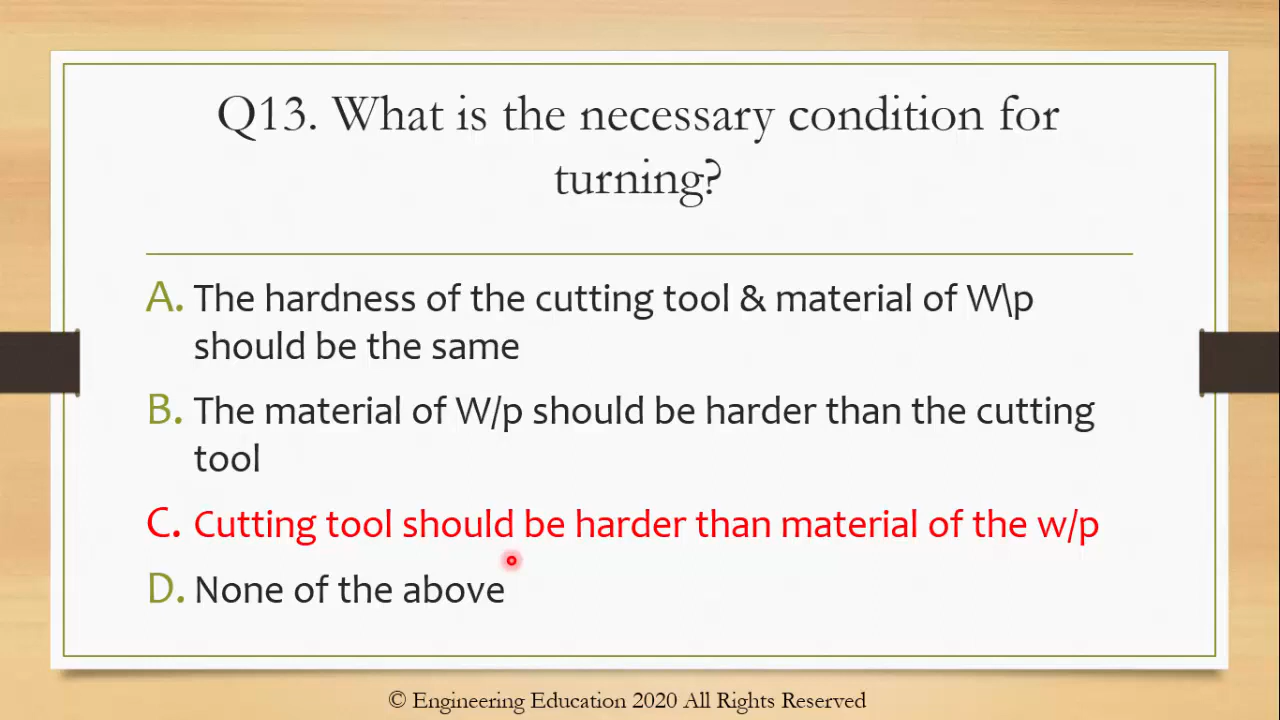 Q13. What is the necessary condition for
turning?
A. The hardness of the cutting tool & material of W\p
should be the same
B. The material of W/p should be harder than the cutting
tool
C. Cutting tool should be harder than material of the w/p
D. None of the above
© Engineering Education 2020 All Rights Reserved